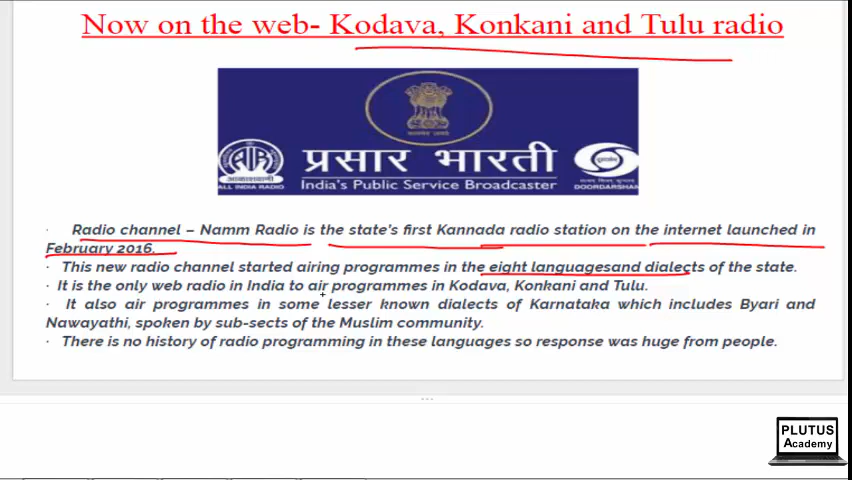 Now on the web- Kodava, Konkani and Tulu radio
प्रसार भारती
ALL INDIA RADIO
India's Public Service Broadcaster
DOORDARSHAN
· Radio channel – Namm Radio is the state's first Kannada radio station on the internet launched in
February 2016.
· This new radio channel started airing programmes in the eight languagesand dialects of the state.
· It is the only web radio in India to air programmes in Kodava, Konkani and Tulu.
· It also air programmes in some lesser known dialects of Karnataka which includes Byari and
Nawayathi, spoken by sub-sects of the Muslim community.
· There is no history of radio programming in these languages so response was huge from people.
PLUTUS
Academy